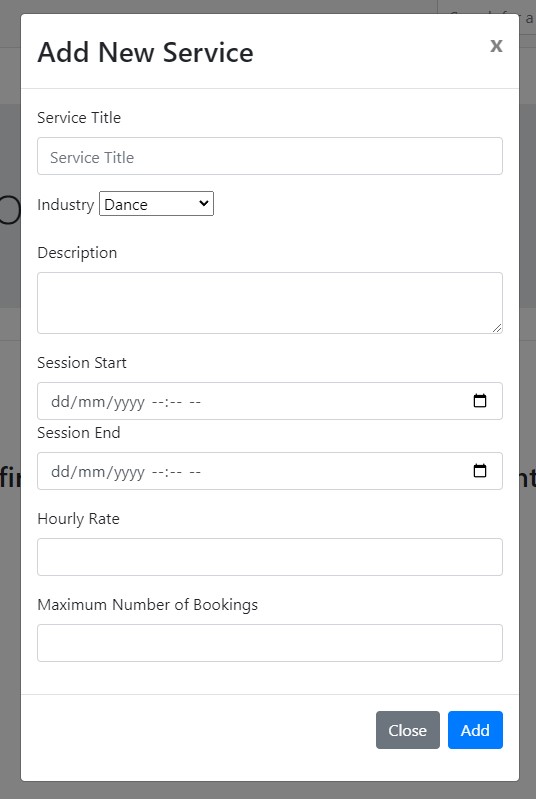 Add New Service x
Service Title
Service Title
Industry Dance
Description
Session Start
dd/mm/yyyy --:-- --
Session End
dd/mm/yyyy --:-- --
Hourly Rate
Maximum Number of Bookings
Close Add